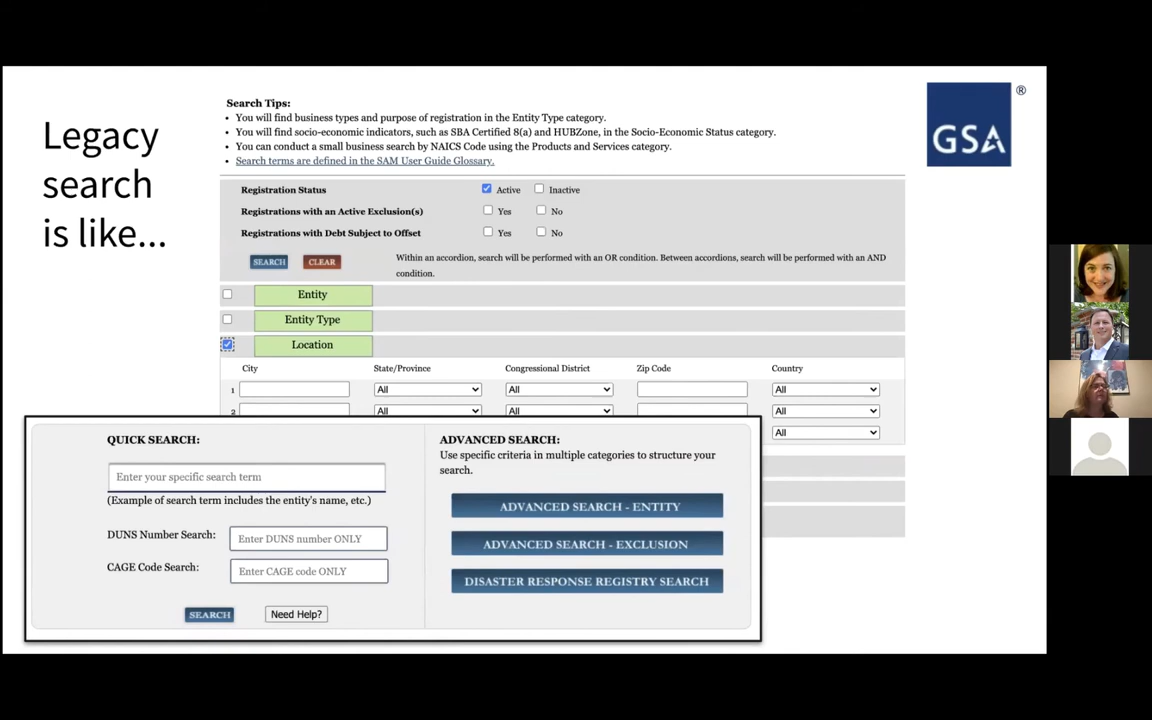 Legacy
search
is like...
Search Tips:
• You will find business types and purpose of registration in the Entity Type category.
• You will find socio-economic indicators, such as SBA Certified 8(a) and HUBZone, in the Socio-Economic Status category.
• You can conduct a small business search by NAICS Code using the Products and Services category.
• Search terms are defined in the SAM User Guide Glossary.
GSA ®
Registration Status Active Inactive
Registrations with an Active Exclusion(s) Yes No
Registrations with Debt Subject to Offset Yes No
SEARCH CLEAR
Within an accordion, search will be performed with an OR condition. Between accordions, search will be performed with an AND
condition.
Entity
Entity Type
Location
City State/Province Congressional District Zip Code Country
1 All All All
2 All All All
All
QUICK SEARCH:
Enter your specific search term
(Example of search term includes the entity's name, etc.)
DUNS Number Search: Enter DUNS number ONLY
CAGE Code Search: Enter CAGE code ONLY
SEARCH Need Help?
ADVANCED SEARCH:
Use specific criteria in multiple categories to structure your
search.
ADVANCED SEARCH - ENTITY
ADVANCED SEARCH - EXCLUSION
DISASTER RESPONSE REGISTRY SEARCH